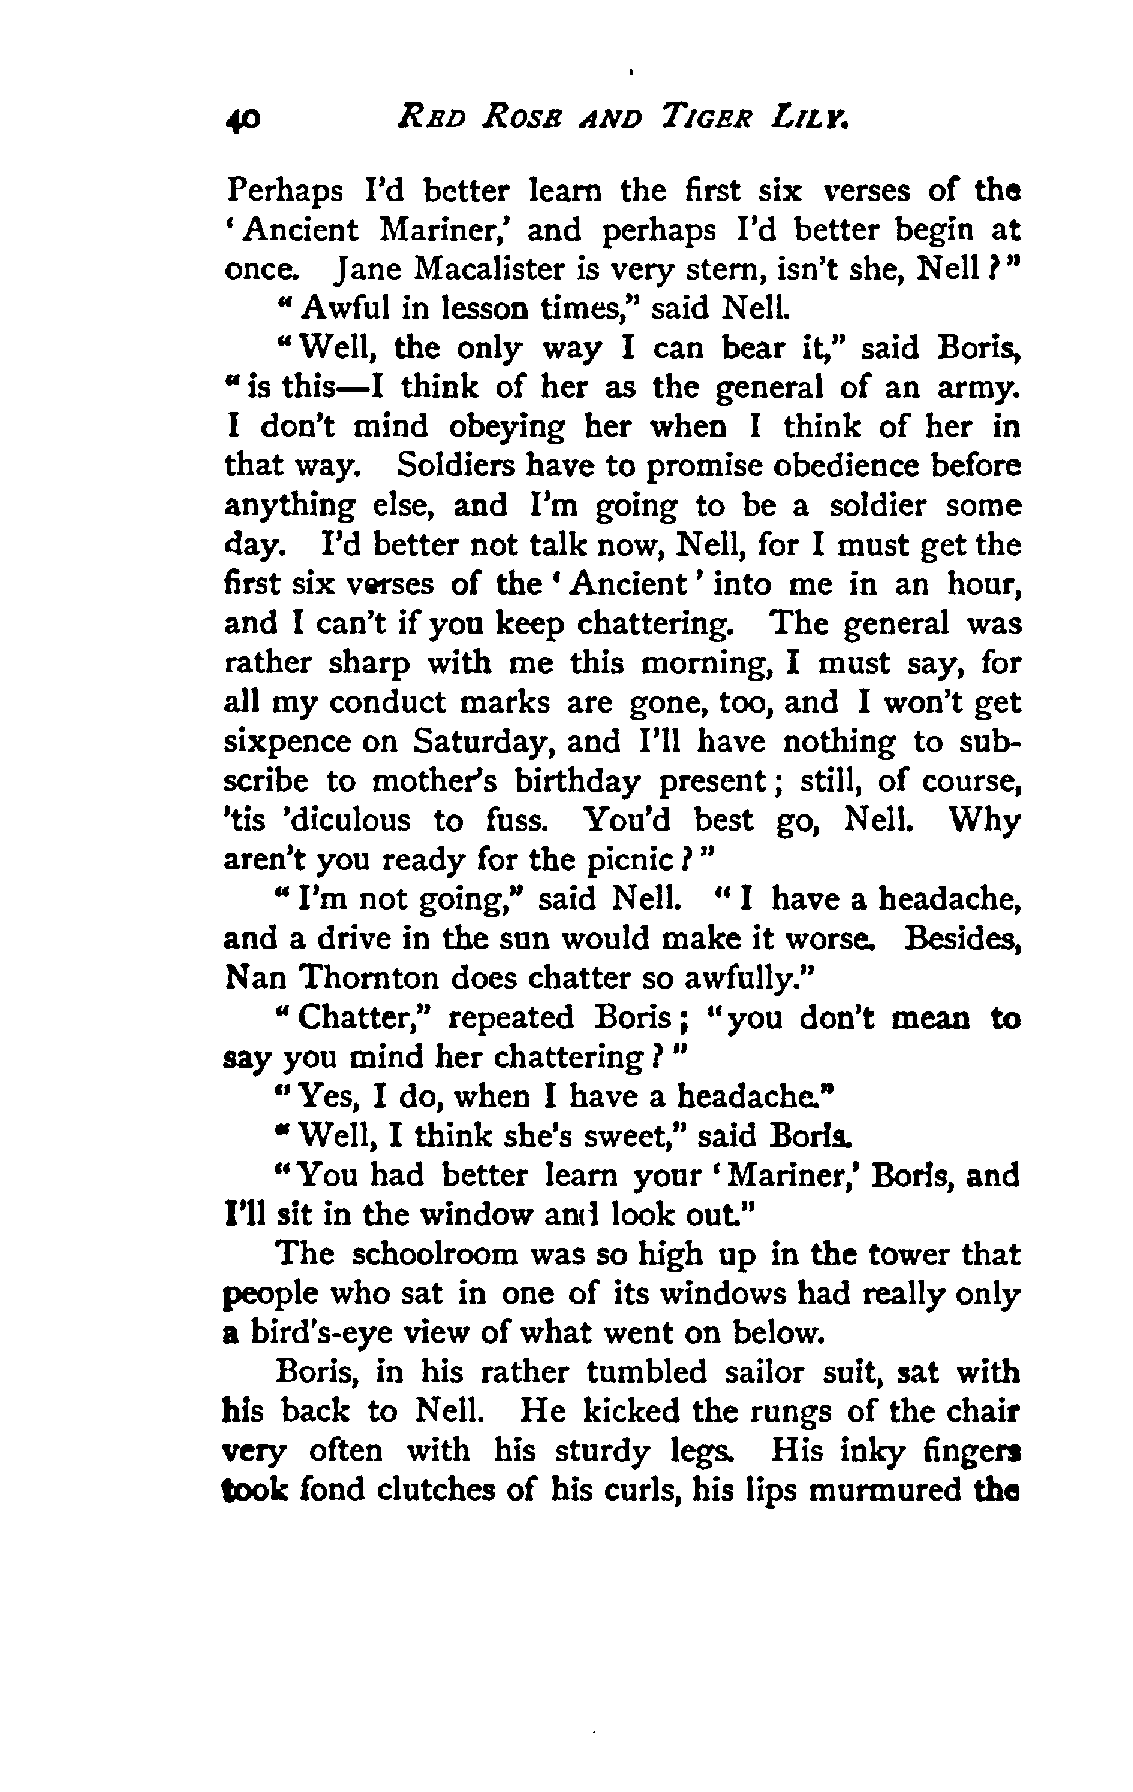 40 RED ROSE AND TIGER LILY.
Perhaps I'd better learn the first six verses of the
'Ancient Mariner,' and perhaps I'd better begin at
once. Jane Macalister is very stern, isn't she, Nell?"
"Awful in lesson times," said Nell.
"Well, the only way I can bear it," said Boris,
"is this—I think of her as the general of an army.
I don't mind obeying her when I think of her in
that way. Soldiers have to promise obedience before
anything else, and I'm going to be a soldier some
day. I'd better not talk now, Nell, for I must get the
first six verses of the 'Ancient' into me in an hour,
and I can't if you keep chattering. The general was
rather sharp with me this morning, I must say, for
all my conduct marks are gone, too, and I won't get
sixpence on Saturday, and I'll have nothing to sub-
scribe to mother's birthday present; still, of course,
'tis 'diculous to fuss. You'd best go, Nell. Why
aren't you ready for the picnic?"
"I'm not going," said Nell. "I have a headache,
and a drive in the sun would make it worse. Besides,
Nan Thornton does chatter so awfully."
"Chatter," repeated Boris; "you don't mean to
say you mind her chattering?"
"Yes, I do, when I have a headache."
"Well, I think she's sweet," said Boris.
"You had better learn your 'Mariner,' Boris, and
I'll sit in the window and look out."
The schoolroom was so high up in the tower that
people who sat in one of its windows had really only
a bird's-eye view of what went on below.
Boris, in his rather tumbled sailor suit, sat with
his back to Nell. He kicked the rungs of the chair
very often with his sturdy legs. His inky fingers
took fond clutches of his curls, his lips murmured the